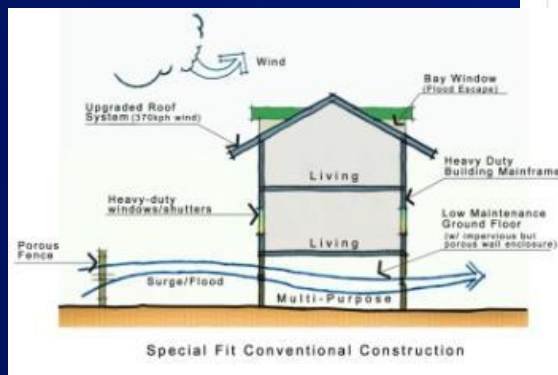 Wind
Bay Window
(Flood Escape)
Upgraded Roof
System (370kph wind)
Heavy Duty
Building Mainframe
Living
Heavy-duty
windows/shutters
Low Maintenance
Ground Floor
(w/ impervious but
porous wall enclosure)
Porous
Fence
Living
Surge/Flood
Multi-Purpose
Special Fit Conventional Construction